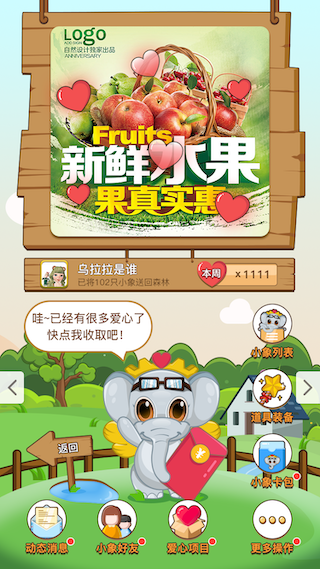 LOGO
自然设计独家出品
ANNIVERSARY
Fruits
新鲜水果
果真实惠
乌拉拉是谁
已将102只小象送回森林
本周
x1111
哇~已经有很多爱心了
快点我收取吧!
小象列表
道具装备
返回
小象卡包
动态消息
小象好友
爱心项目
更多操作